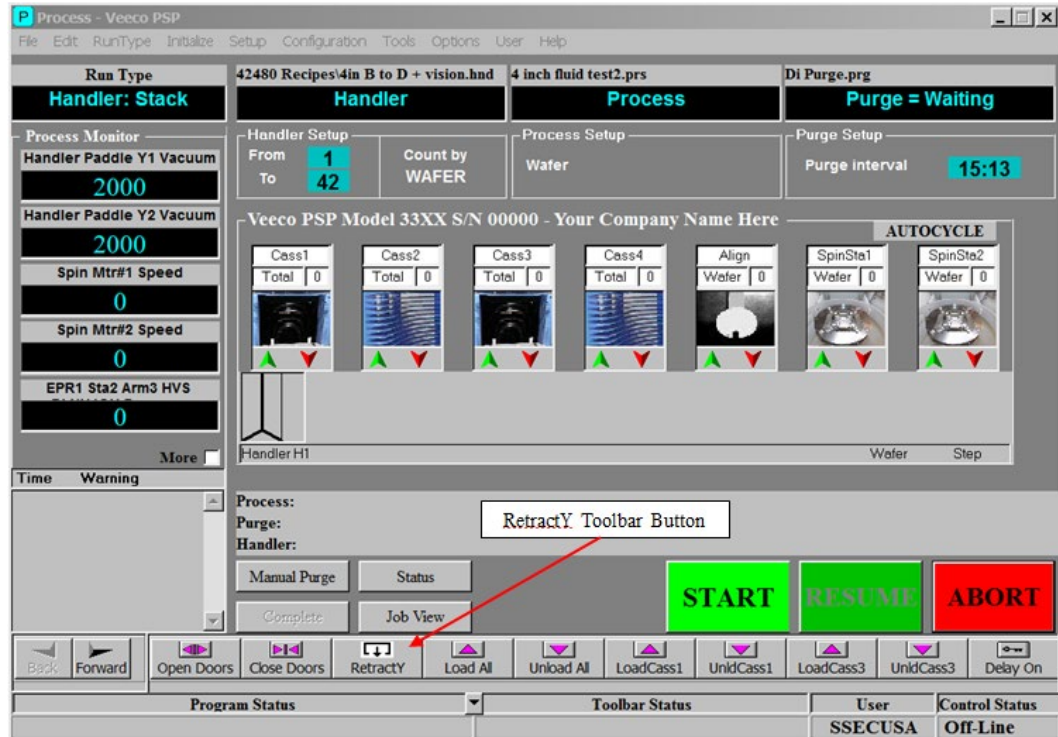 P Process - Veeco PSP
File Edit RunType Initialize Setup Configuration Tools Options User Help
Run Type
Handler: Stack
42480 Recipes\4in B to D + vision.hnd
Handler
4 inch fluid test2.prs
Process
Di Purge.prg
Purge = Waiting
Process Monitor
Handler Paddle Y1 Vacuum
2000
Handler Paddle Y2 Vacuum
2000
Spin Mtr#1 Speed
0
Spin Mtr#2 Speed
0
EPR1 Sta2 Arm3 HVS
0
More
Handler Setup
From 1
To 42
Count by
WAFER
Process Setup
Wafer
Purge Setup
Purge interval 15:13
Veeco PSP Model 33XX S/N 00000 - Your Company Name Here
AUTOCYCLE
Cass1 Cass2 Cass3 Cass4 Align SpinSta1 SpinSta2
Total 0 Total 0 Total 0 Total 0 Wafer 0 Wafer 0 Wafer 0
Handler H1 Wafer Step
Time Warning
Process:
Purge:
Handler:
RetractY Toolbar Button
Manual Purge Status
Complete Job View
START RESUME ABORT
Back Forward Open Doors Close Doors RetractY Load All Unload All LoadCass1 UnldCass1 LoadCass3 UnldCass3 Delay On
Program Status Toolbar Status User Control Status
SSECUSA Off-Line